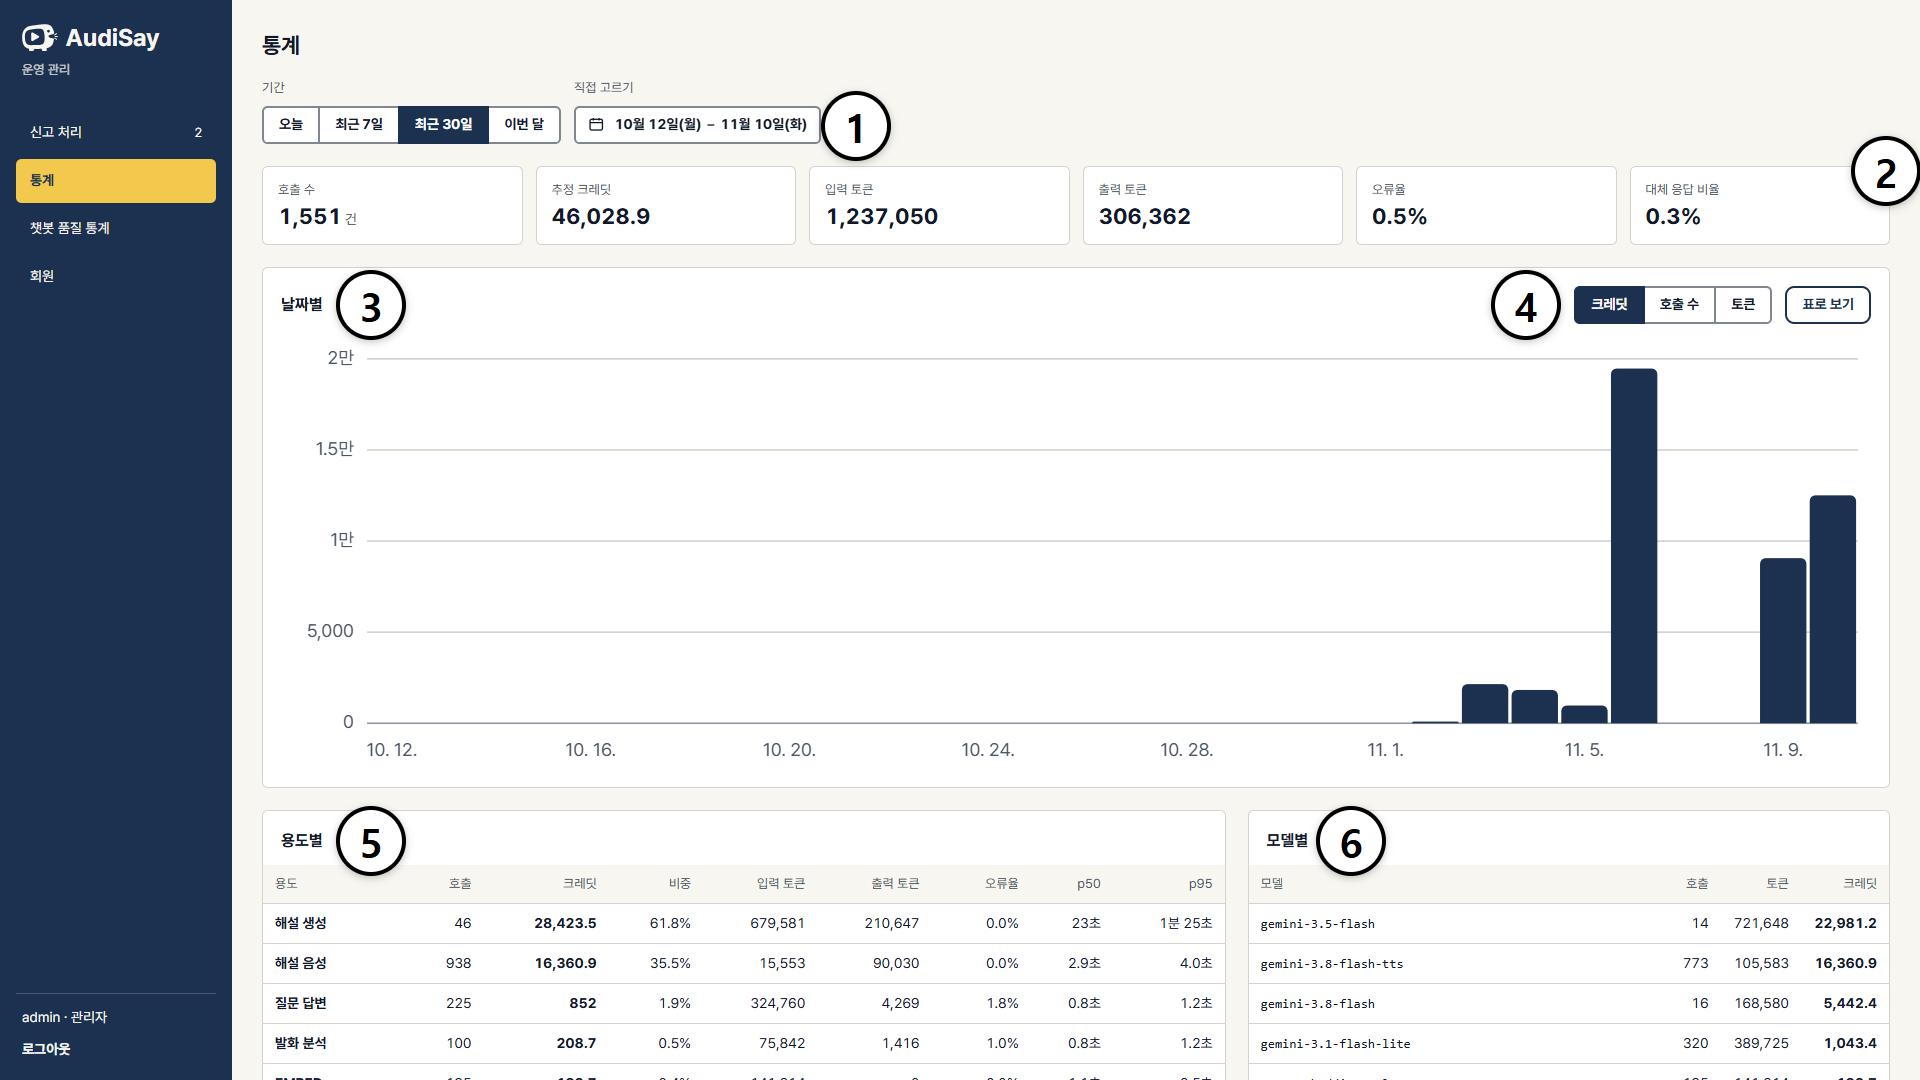 AudiSay
운영 관리
신고 처리 2
통계
챗봇 품질 통계
회원
admin · 관리자
로그아웃
통계
기간
직접 고르기
오늘 최근 7일 최근 30일 이번 달
10월 12일(월) – 11월 10일(화)
1
2
호출 수
1,551 건
추정 크레딧
46,028.9
입력 토큰
1,237,050
출력 토큰
306,362
오류율
0.5%
대체 응답 비율
0.3%
날짜별
3
4
크레딧 호출 수 토큰 표로 보기
2만
1.5만
1만
5,000
0
10. 12. 10. 16. 10. 20. 10. 24. 10. 28. 11. 1. 11. 5. 11. 9.
용도별
5
용도 호출 크레딧 비중 입력 토큰 출력 토큰 오류율 p50 p95
해설 생성 46 28,423.5 61.8% 679,581 210,647 0.0% 23초 1분 25초
해설 음성 938 16,360.9 35.5% 15,553 90,030 0.0% 2.9초 4.0초
질문 답변 225 852 1.9% 324,760 4,269 1.8% 0.8초 1.2초
발화 분석 100 208.7 0.5% 75,842 1,416 1.0% 0.8초 1.2초
모델별
6
모델 호출 토큰 크레딧
gemini-3.5-flash 14 721,648 22,981.2
gemini-3.8-flash-tts 773 105,583 16,360.9
gemini-3.8-flash 16 168,580 5,442.4
gemini-3.1-flash-lite 320 389,725 1,043.4